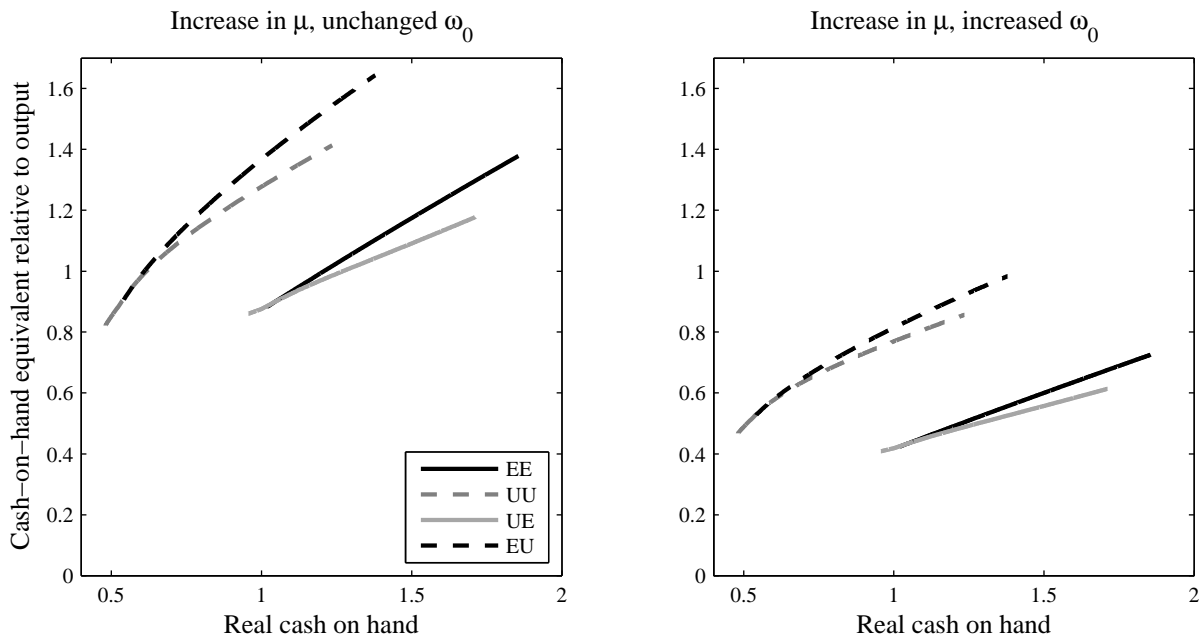 Increase in μ, unchanged ω0
Increase in μ, increased ω0
Cash−on−hand equivalent relative to output
1.6
1.4
1.2
1
0.8
0.6
0.4
0.2
0
0.5
1
1.5
2
Real cash on hand
EE
UU
UE
EU
1.6
1.4
1.2
1
0.8
0.6
0.4
0.2
0
0.5
1
1.5
2
Real cash on hand